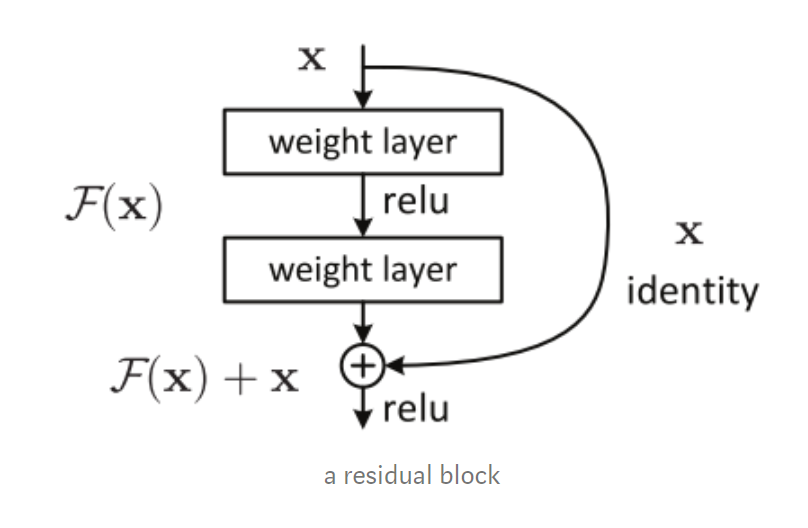 x
weight layer
relu
F(x)
weight layer
x
identity
F(x) + x
relu
a residual block